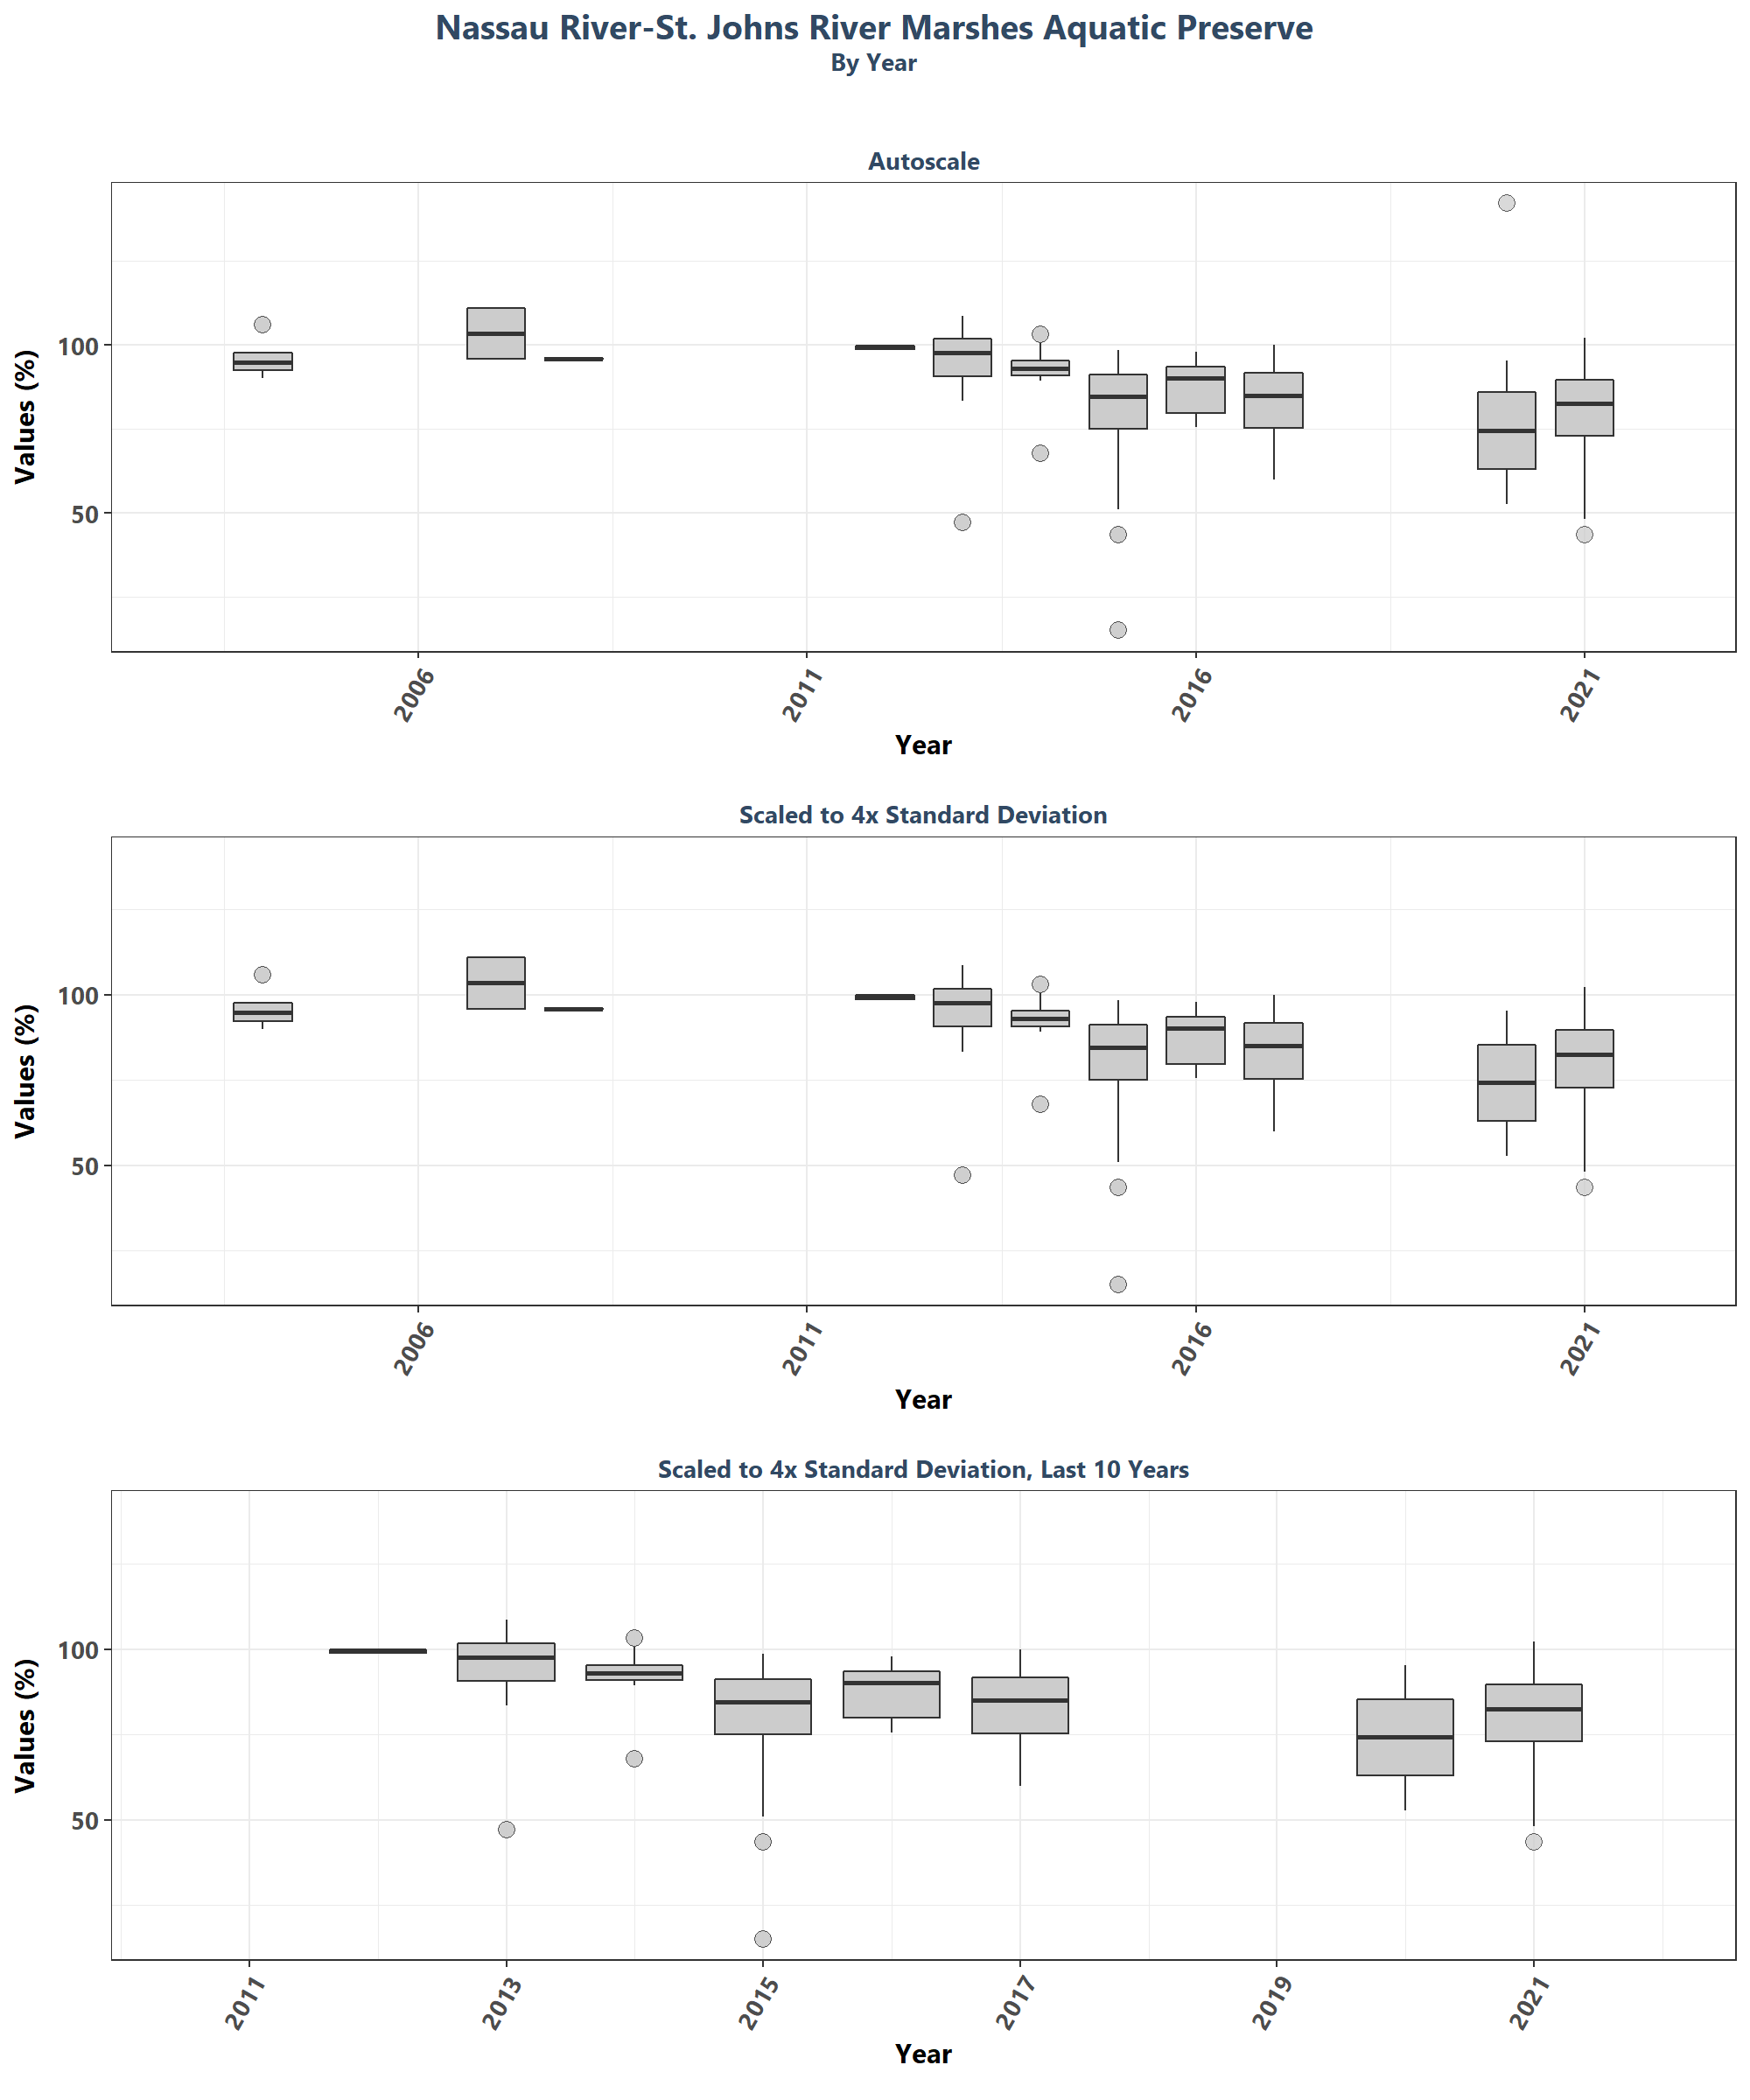 Nassau River-St. Johns River Marshes Aquatic Preserve
By Year
Autoscale
Values (%)
100
50
2006
2011
2016
2021
Year
Scaled to 4x Standard Deviation
Values (%)
100
50
2006
2011
2016
2021
Year
Scaled to 4x Standard Deviation, Last 10 Years
Values (%)
100
50
2011
2013
2015
2017
2019
2021
Year